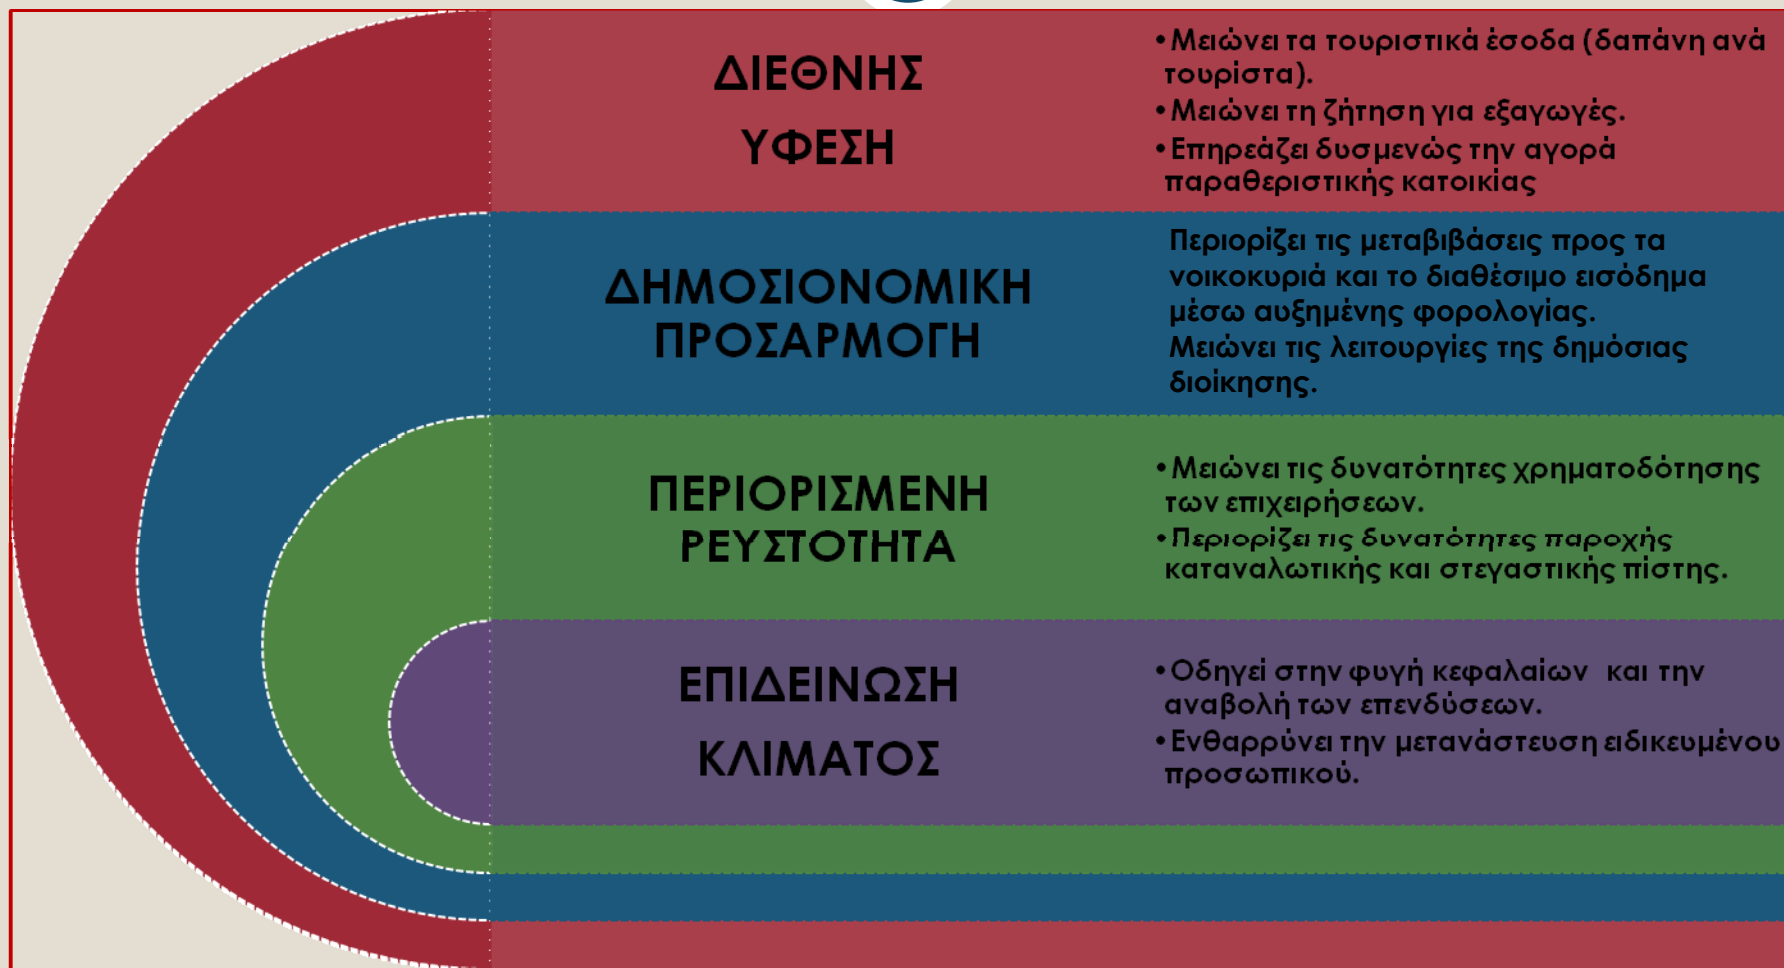 ΔΙΕΘΝΗΣ
ΥΦΕΣΗ
•Μειώνει τα τουριστικά έσοδα (δαπάνη ανά
τουρίστα).
•Μειώνει τη ζήτηση για εξαγωγές.
•Επηρεάζει δυσμενώς την αγορά
παραθεριστικής κατοικίας
ΔΗΜΟΣΙΟΝΟΜΙΚΗ
ΠΡΟΣΑΡΜΟΓΗ
Περιορίζει τις μεταβιβάσεις προς τα
νοικοκυριά και το διαθέσιμο εισόδημα
μέσω αυξημένης φορολογίας.
Μειώνει τις λειτουργίες της δημόσιας
διοίκησης.
ΠΕΡΙΟΡΙΣΜΕΝΗ
ΡΕΥΣΤΟΤΗΤΑ
•Μειώνει τις δυνατότητες χρηματοδότησης
των επιχειρήσεων.
•Περιορίζει τις δυνατότητες παροχής
καταναλωτικής και στεγαστικής πίστης.
ΕΠΙΔΕΙΝΩΣΗ
ΚΛΙΜΑΤΟΣ
•Οδηγεί στην φυγή κεφαλαίων και την
αναβολή των επενδύσεων.
•Ενθαρρύνει την μετανάστευση ειδικευμένου
προσωπικού.